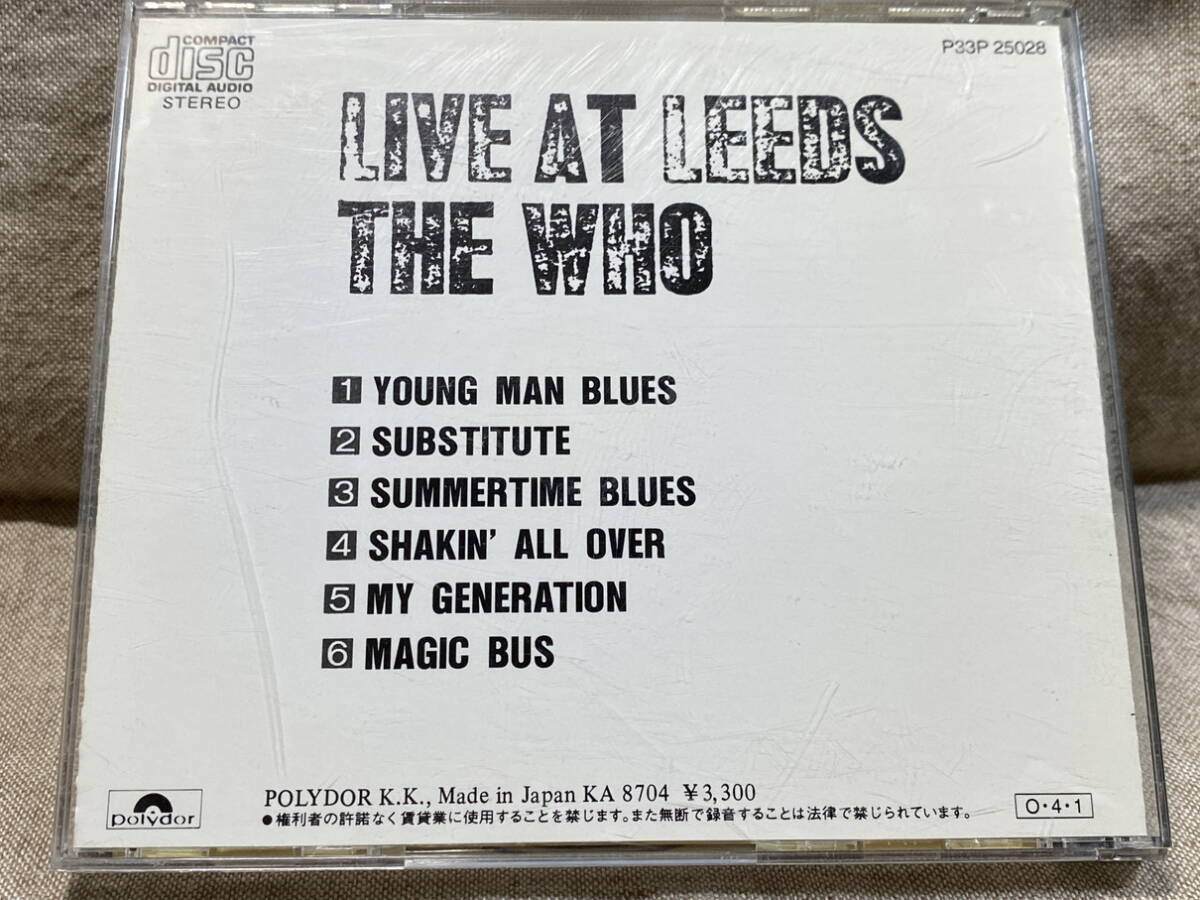 COMPACT
disc
DIGITAL AUDIO
STEREO
P33P 25028
LIVE AT LEEDS
THE WHO
1 YOUNG MAN BLUES
2 SUBSTITUTE
3 SUMMERTIME BLUES
4 SHAKIN' ALL OVER
5 MY GENERATION
6 MAGIC BUS
polydor
POLYDOR K.K., Made in Japan KA 8704 ¥3,300
●権利者の許諾なく賃貸業に使用することを禁じます。また無断で録音することは法律で禁じられています。
O・4・1